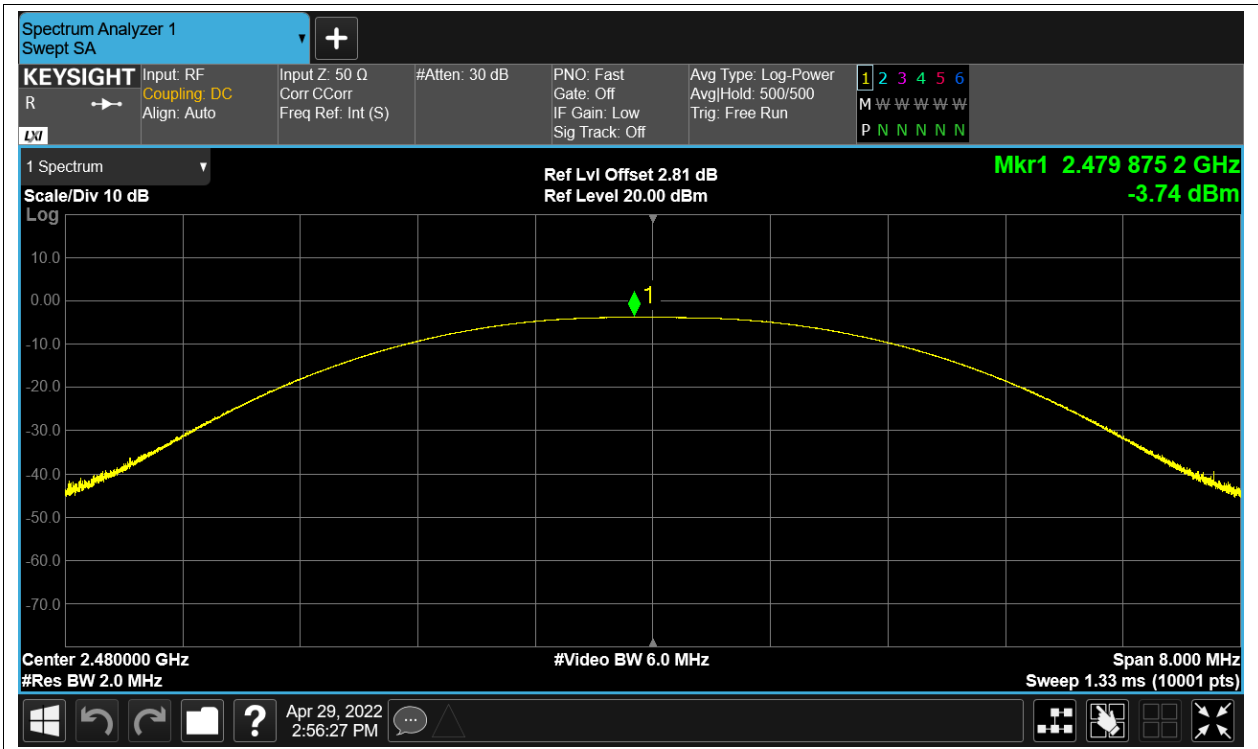 Spectrum Analyzer 1
Swept SA
+
KEYSIGHT
R
LXI
Input: RF
Coupling: DC
Align: Auto
Input Z: 50 Ω
Corr CCorr
Freq Ref: Int (S)
#Atten: 30 dB
PNO: Fast
Gate: Off
IF Gain: Low
Sig Track: Off
Avg Type: Log-Power
Avg|Hold: 500/500
Trig: Free Run
1 2 3 4 5 6
M W W W W W
P N N N N N
1 Spectrum
Scale/Div 10 dB
Log
Ref Lvl Offset 2.81 dB
Ref Level 20.00 dBm
Mkr1 2.479 875 2 GHz
-3.74 dBm
10.0
0.00
-10.0
-20.0
-30.0
-40.0
-50.0
-60.0
-70.0
1
Center 2.480000 GHz
#Res BW 2.0 MHz
#Video BW 6.0 MHz
Span 8.000 MHz
Sweep 1.33 ms (10001 pts)
?
Apr 29, 2022
2:56:27 PM